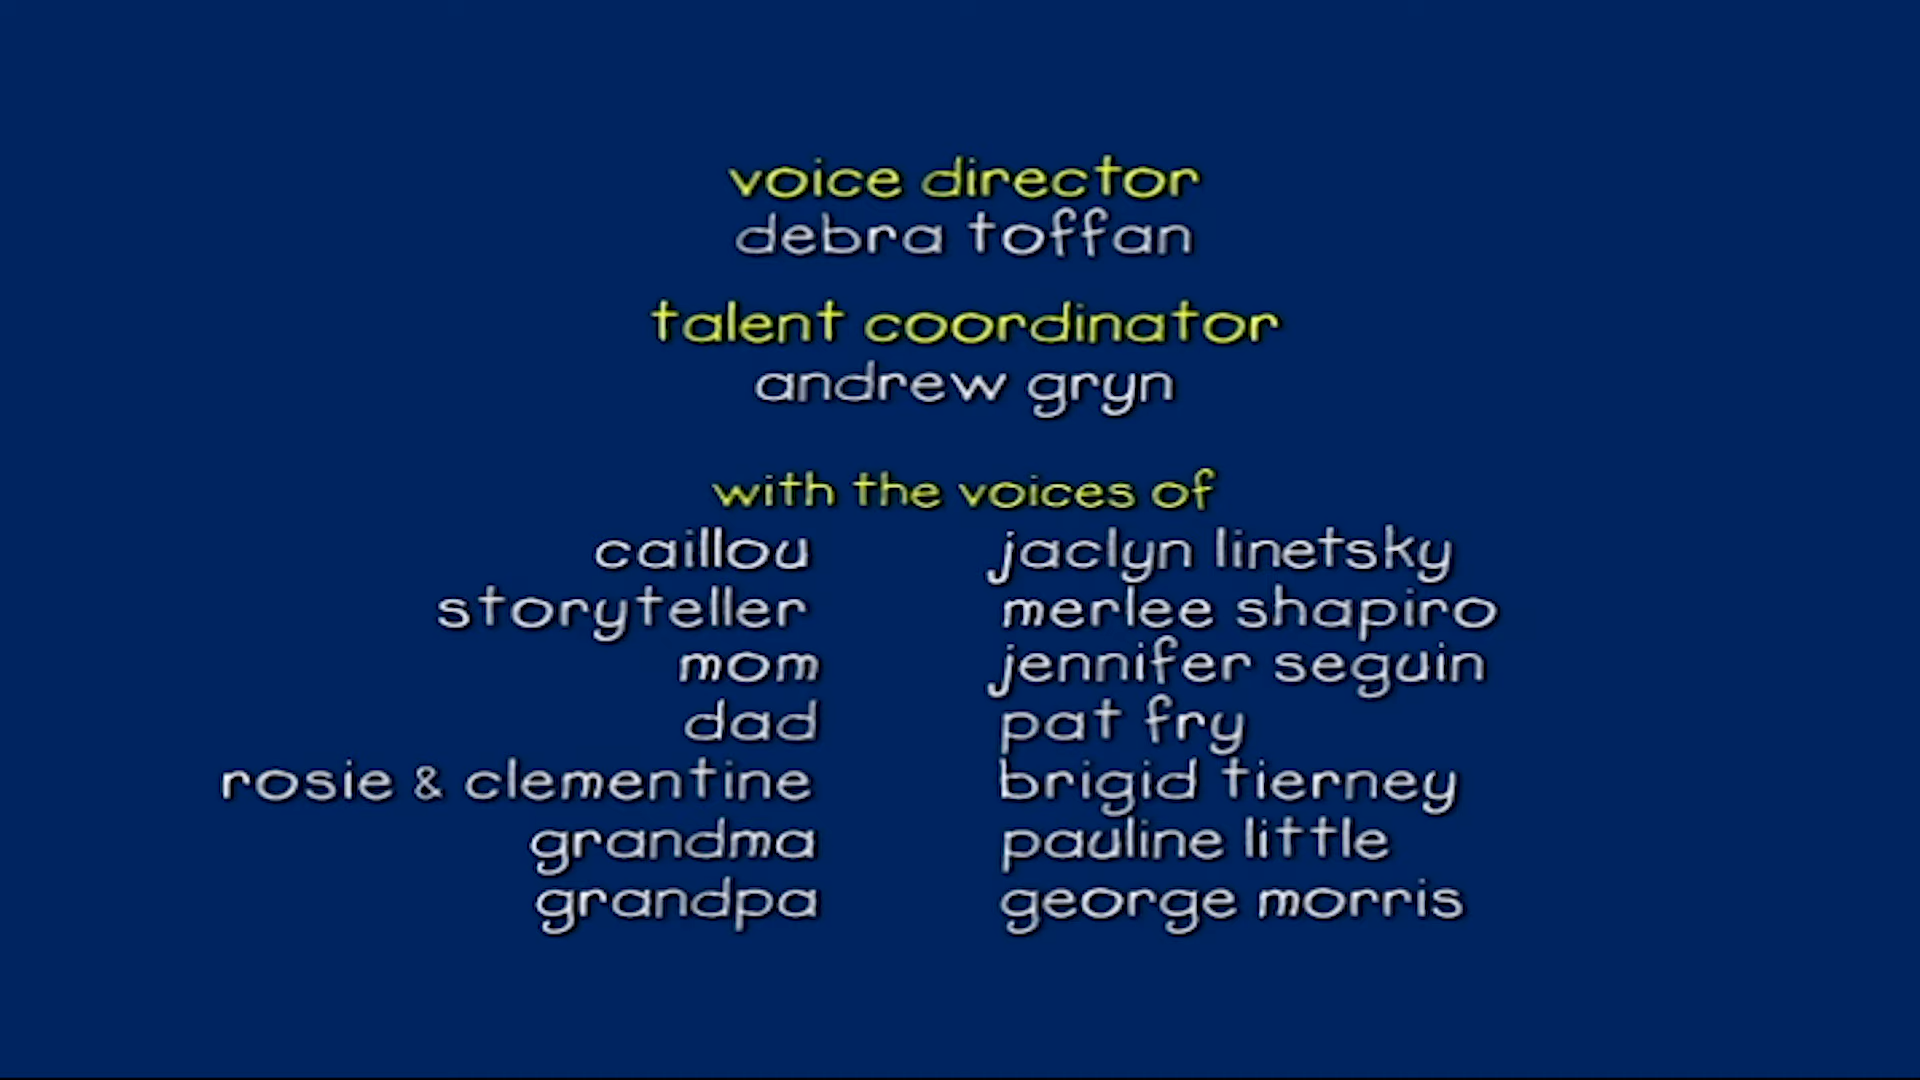 voice director
debra toffan
talent coordinator
andrew gryn
with the voices of
caillou jaclyn linetsky
storyteller merlee shapiro
mom jennifer seguin
dad pat fry
rosie & clementine brigid tierney
grandma pauline little
grandpa george morris